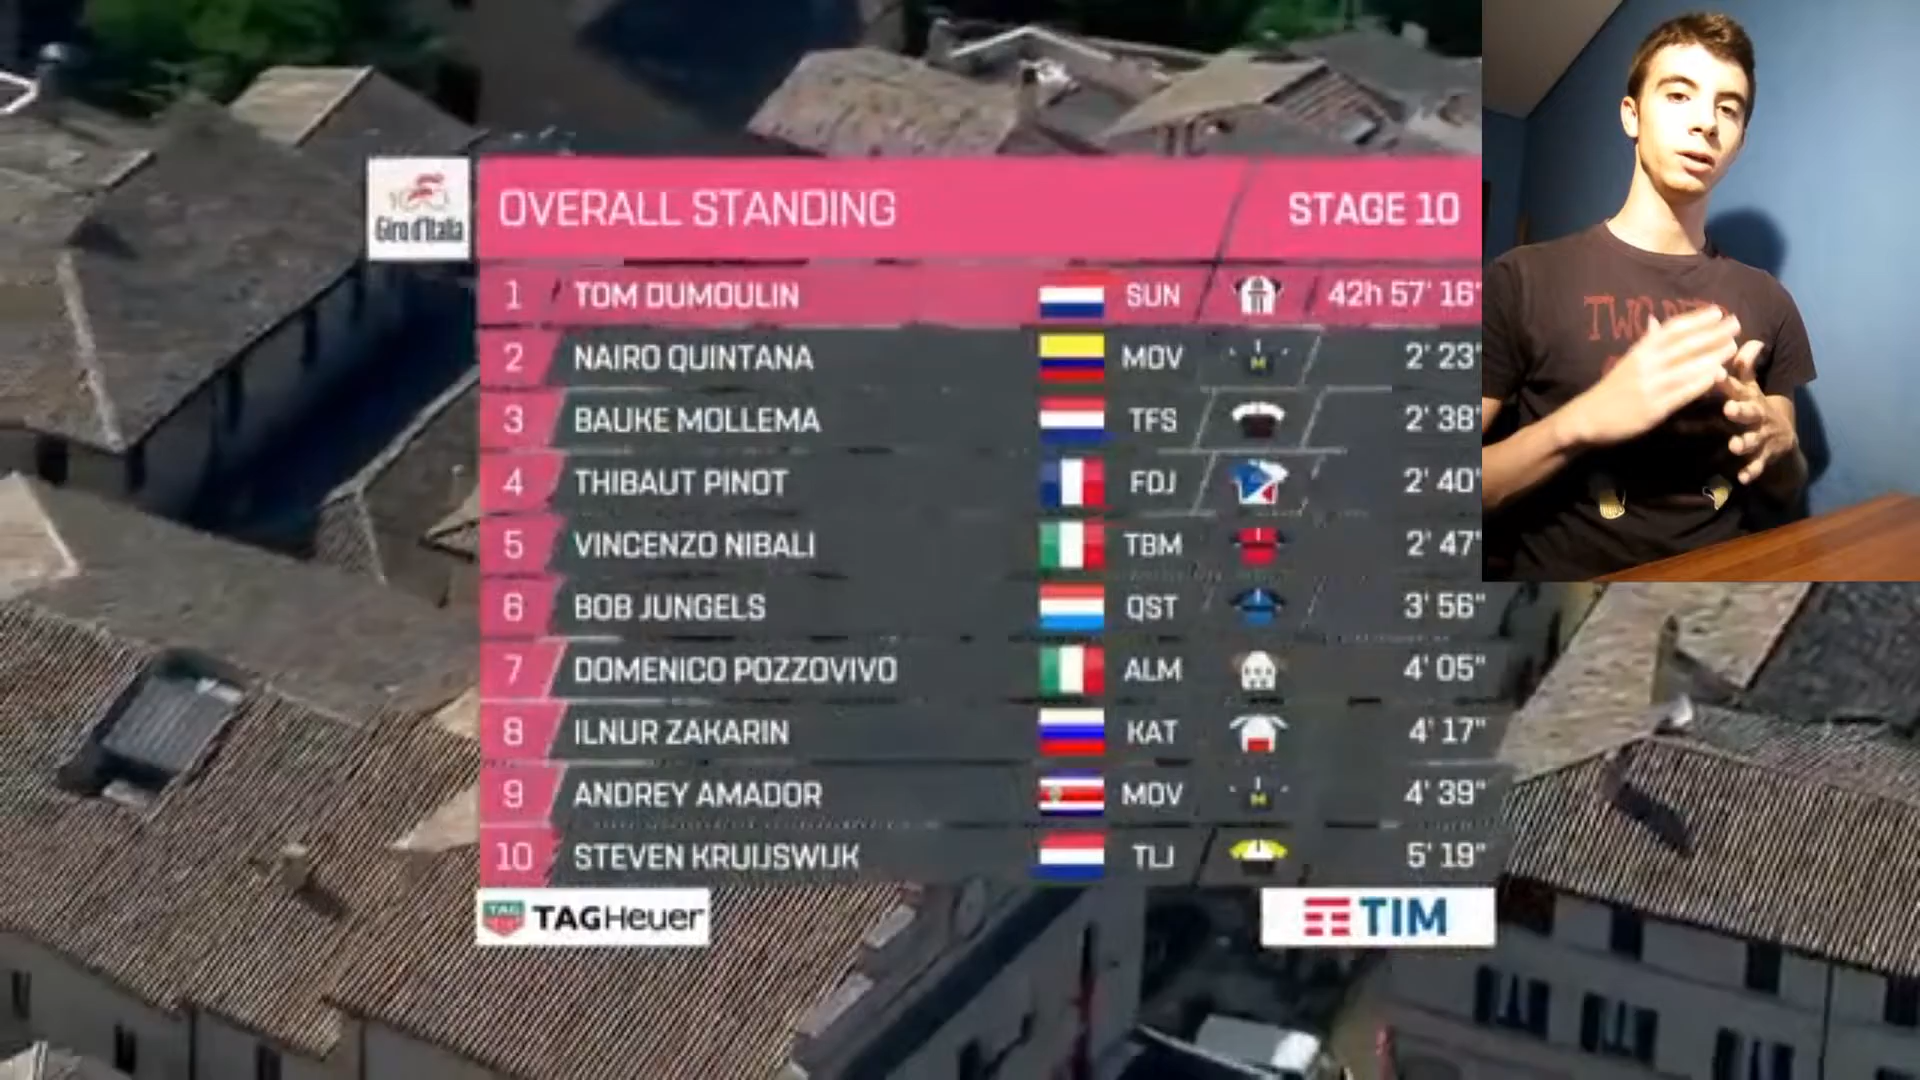 Giro d'Italia
OVERALL STANDING STAGE 10
1 TOM DUMOULIN SUN 42h 57' 16"
2 NAIRO QUINTANA MOV 2' 23"
3 BAUKE MOLLEMA TFS 2' 38"
4 THIBAUT PINOT FDJ 2' 40"
5 VINCENZO NIBALI TBM 2' 47"
6 BOB JUNGELS QST 3' 56"
7 DOMENICO POZZOVIVO ALM 4' 05"
8 ILNUR ZAKARIN KAT 4' 17"
9 ANDREY AMADOR MOV 4' 39"
10 STEVEN KRUIJSWIJK TLJ 5' 19"
TAG TAGHeuer
TIM
TWO